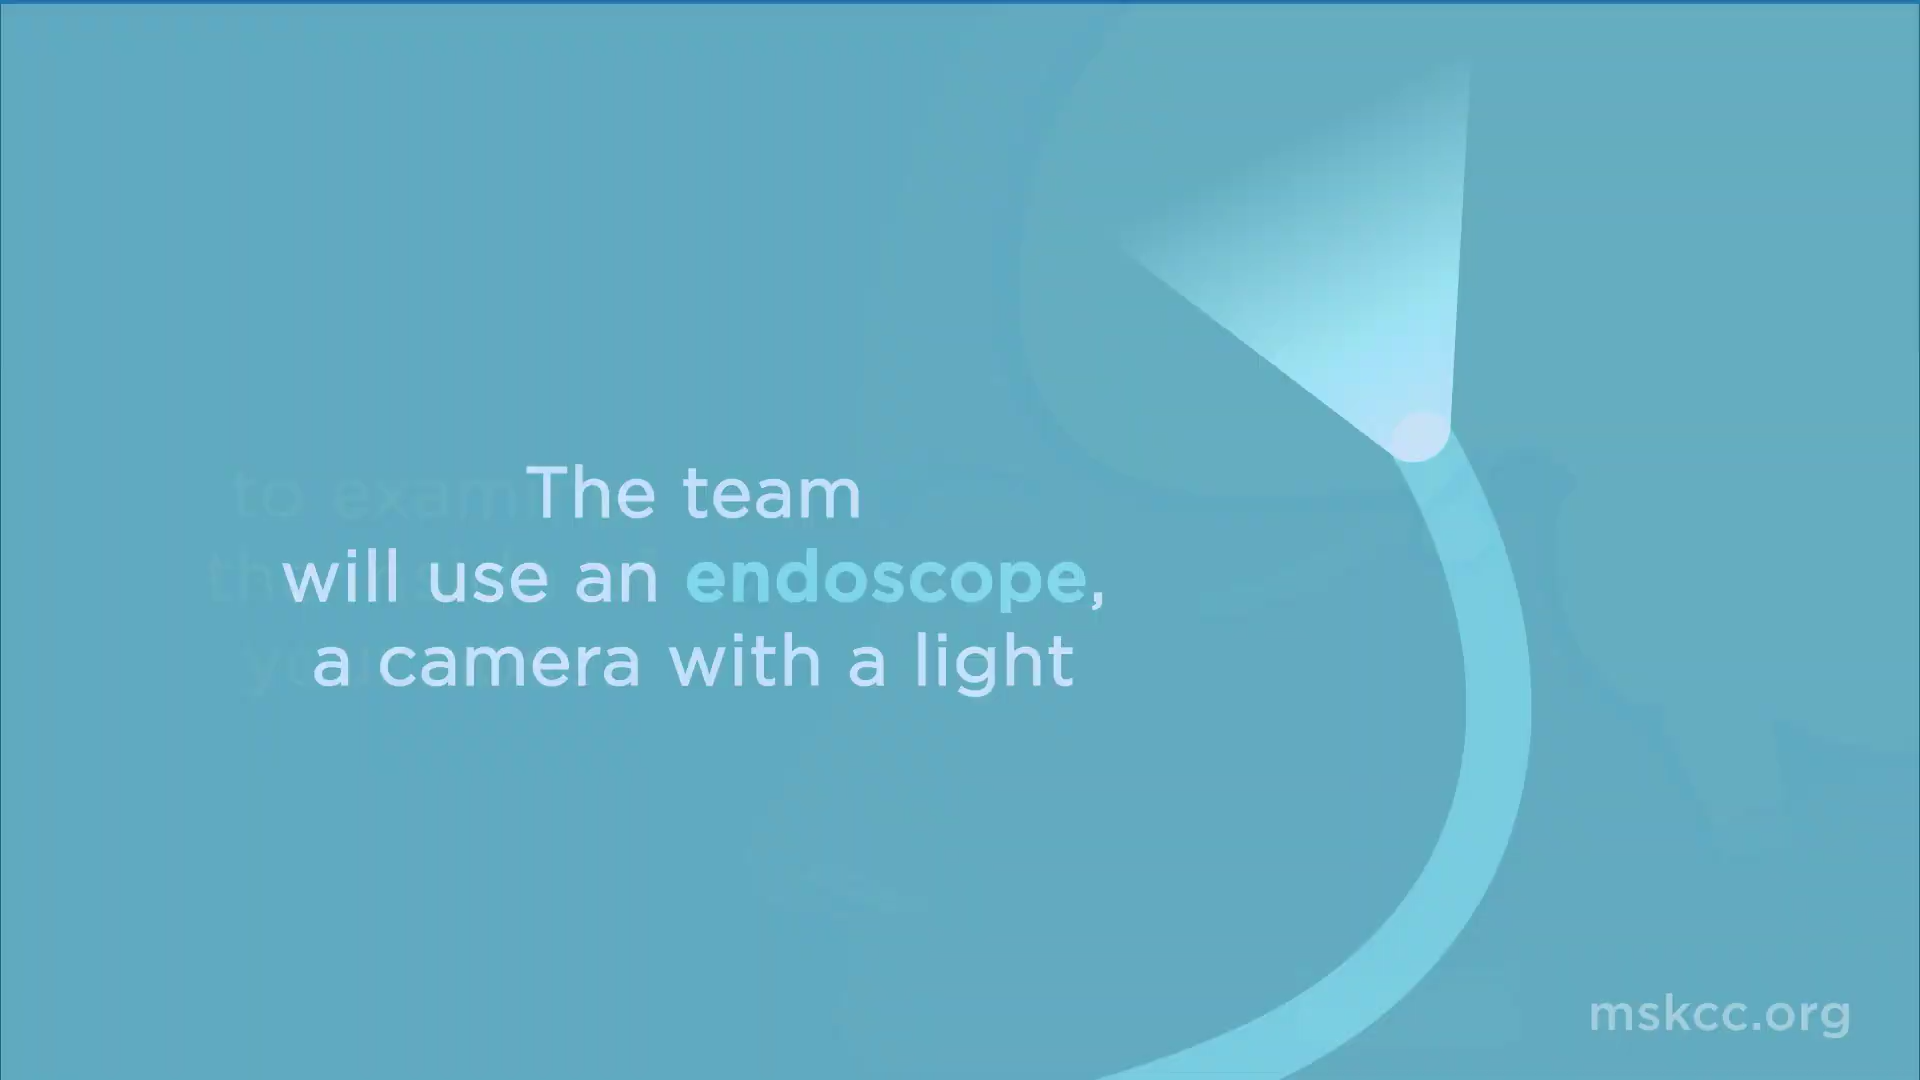 The team
will use an endoscope,
a camera with a light
mskcc.org